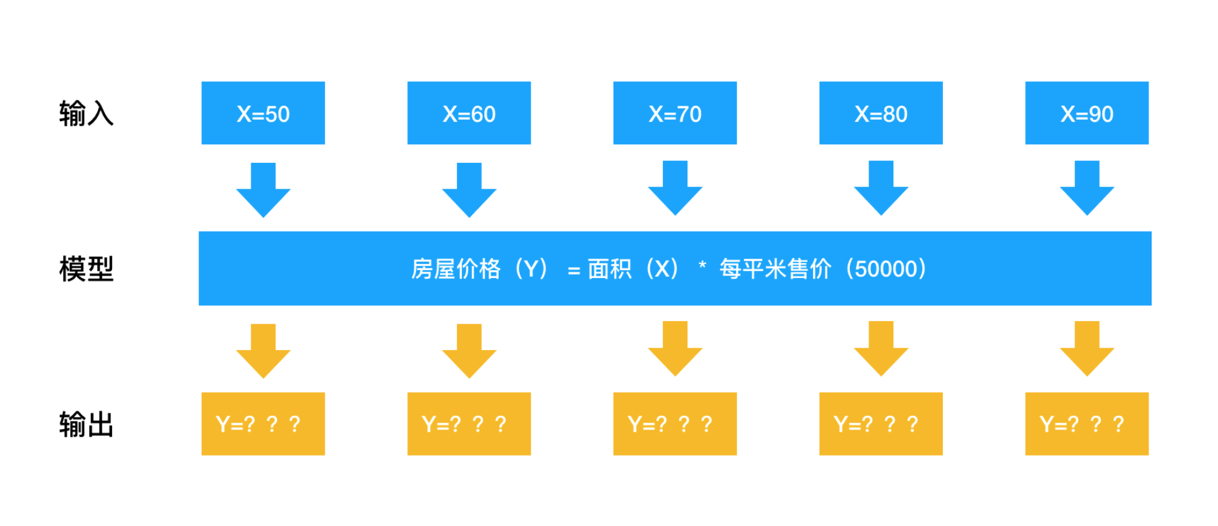 输入
X=50
X=60
X=70
X=80
X=90
模型
房屋价格（Y） = 面积（X） * 每平米售价（50000）
输出
Y=？？？
Y=？？？
Y=？？？
Y=？？？
Y=？？？